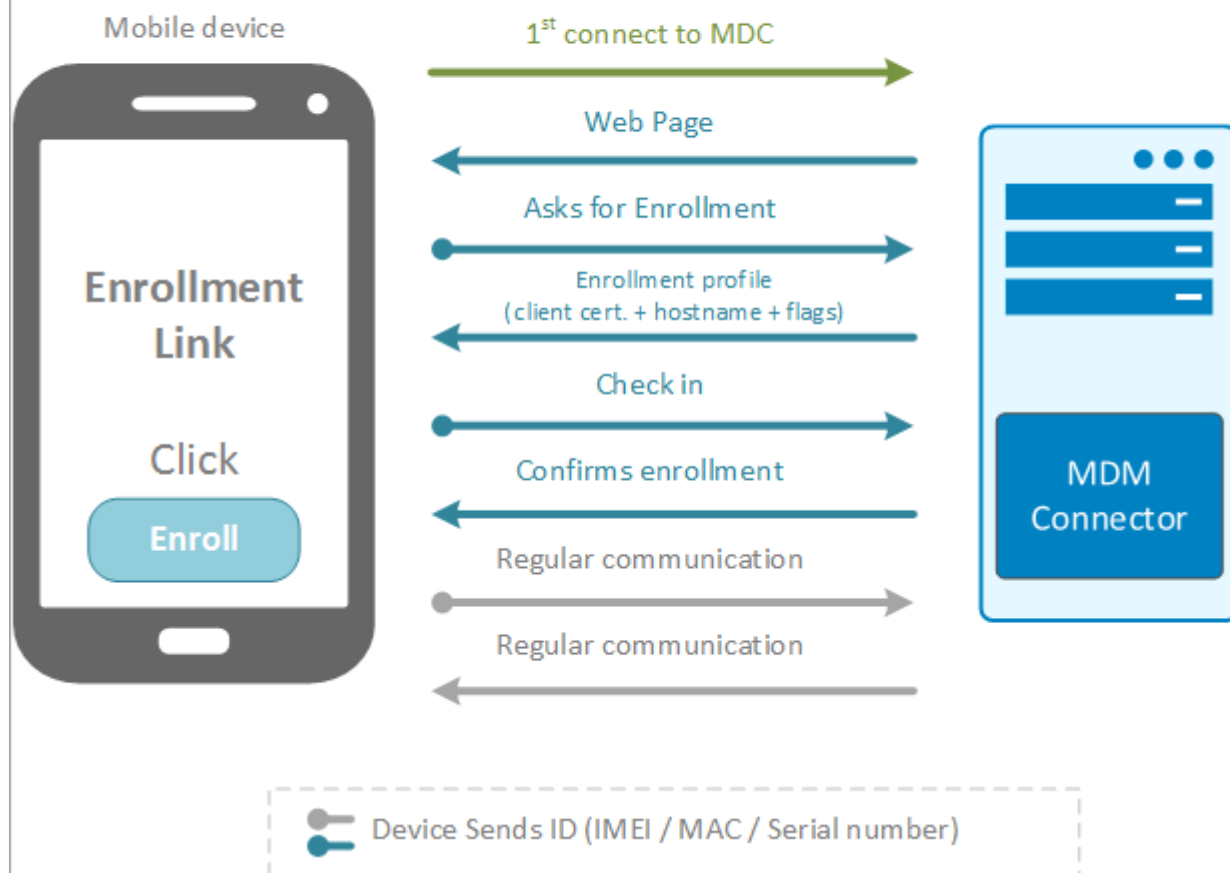 Mobile device
1st connect to MDC
Web Page
Asks for Enrollment
Enrollment profile
(client cert. + hostname + flags)
Check in
Confirms enrollment
Regular communication
Regular communication
Enrollment
Link
Click
Enroll
MDM
Connector
Device Sends ID (IMEI / MAC / Serial number)